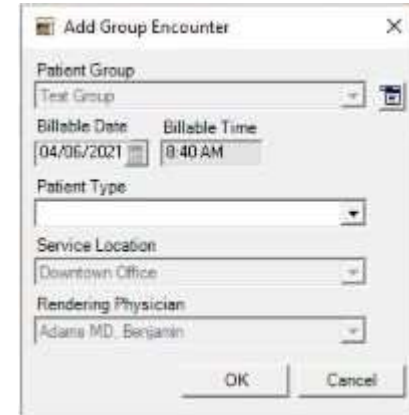 Add Group Encounter
Patient Group
Test Group
Billable Date Billable Time
04/06/2021 8:40 AM
Patient Type
Service Location
Downtown Office
Rendering Physician
Adams MD, Benjamin
OK Cancel